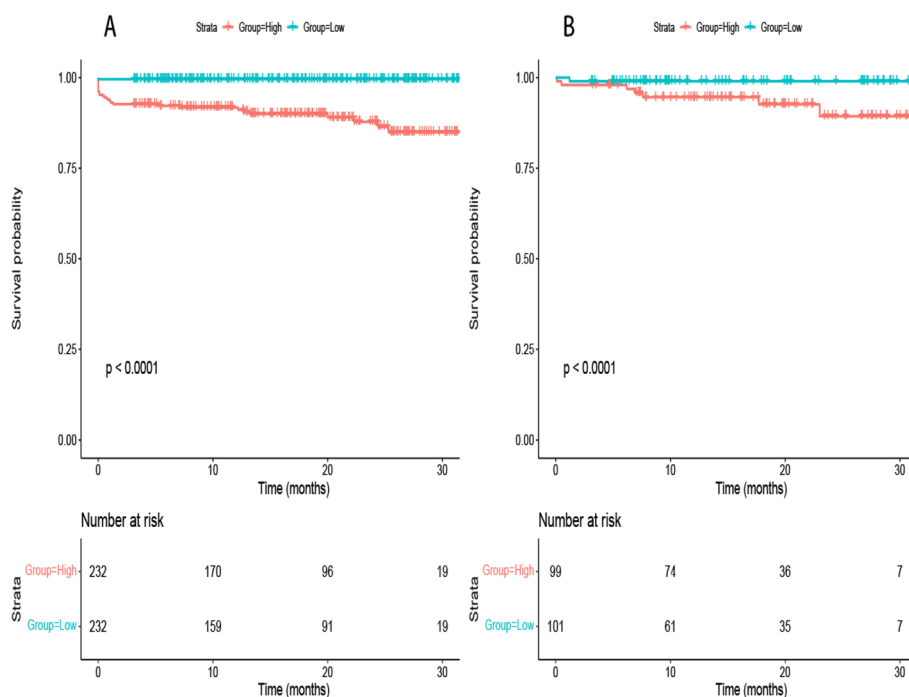 A
Strata Group=High Group=Low
Survival probability
1.00
0.75
0.50
0.25
0.00
p < 0.0001
0 10 20 30
Time (months)
Number at risk
Strata
Group=High 232 170 96 19
Group=Low 232 159 91 19
0 10 20 30
Time (months)
B
Strata Group=High Group=Low
Survival probability
1.00
0.75
0.50
0.25
0.00
p < 0.0001
0 10 20 30
Time (months)
Number at risk
Strata
Group=High 99 74 36 7
Group=Low 101 61 35 7
0 10 20 30
Time (months)